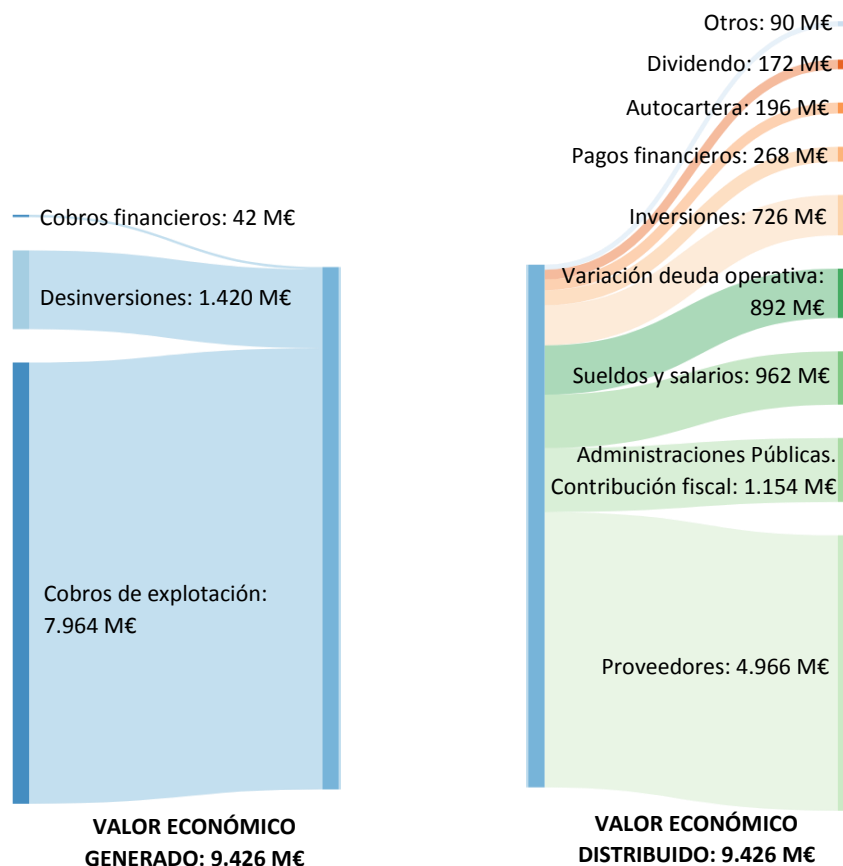 Cobros financieros: 42 M€
Desinversiones: 1.420 M€
Cobros de explotación:
7.964 M€
VALOR ECONÓMICO
GENERADO: 9.426 M€
Otros: 90 M€
Dividendo: 172 M€
Autocartera: 196 M€
Pagos financieros: 268 M€
Inversiones: 726 M€
Variación deuda operativa:
892 M€
Sueldos y salarios: 962 M€
Administraciones Públicas.
Contribución fiscal: 1.154 M€
Proveedores: 4.966 M€
VALOR ECONÓMICO
DISTRIBUIDO: 9.426 M€